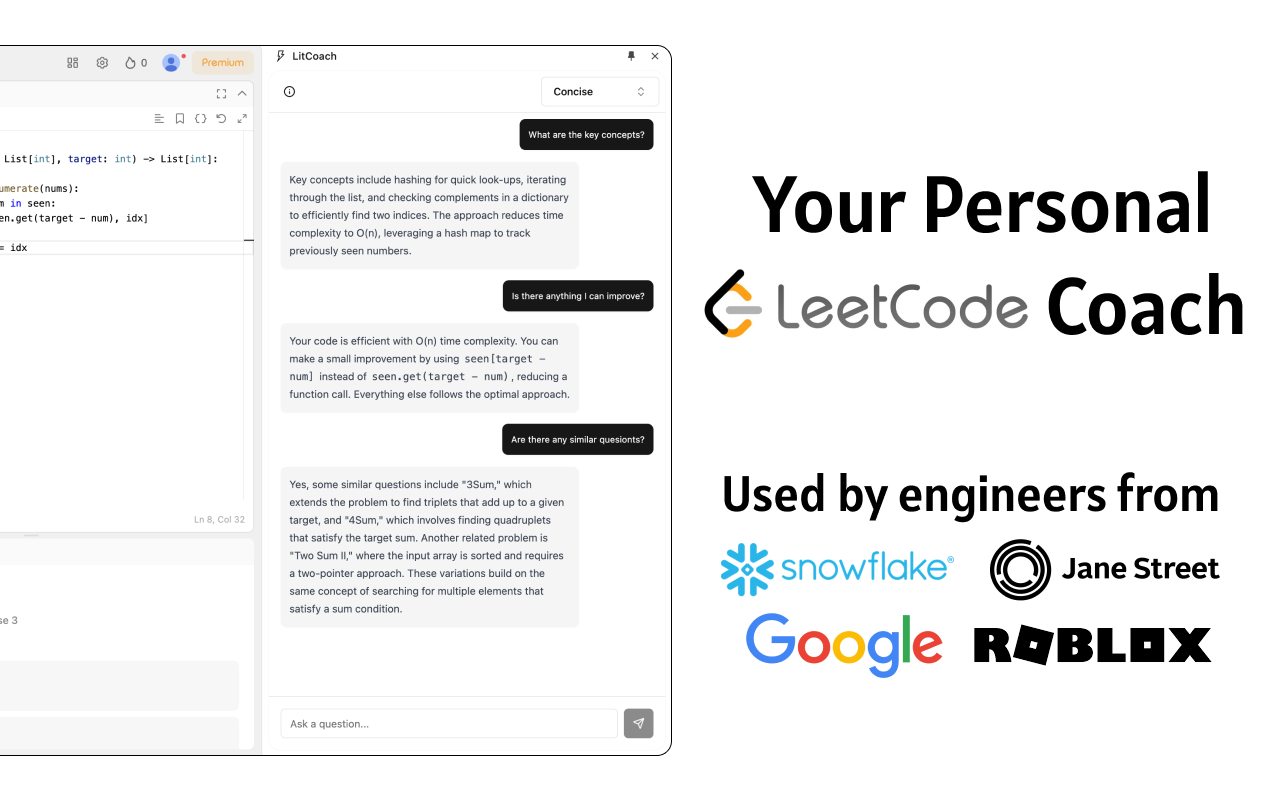 0
Premium
List[int], target: int) -> List[int]:
umerate(nums):
m in seen:
en.get(target - num), idx]
= idx
Ln 8, Col 32
se 3
LitCoach
Concise
What are the key concepts?
Key concepts include hashing for quick look-ups, iterating
through the list, and checking complements in a dictionary
to efficiently find two indices. The approach reduces time
complexity to O(n), leveraging a hash map to track
previously seen numbers.
Is there anything I can improve?
Your code is efficient with O(n) time complexity. You can
make a small improvement by using seen[target -
num] instead of seen.get(target - num), reducing a
function call. Everything else follows the optimal approach.
Are there any similar quesionts?
Yes, some similar questions include "3Sum," which
extends the problem to find triplets that add up to a given
target, and "4Sum," which involves finding quadruplets
that satisfy the target sum. Another related problem is
"Two Sum II," where the input array is sorted and requires
a two-pointer approach. These variations build on the
same concept of searching for multiple elements that
satisfy a sum condition.
Ask a question...
Your Personal
LeetCode Coach
Used by engineers from
snowflake® Jane Street
Google ROBLOX